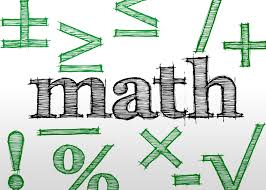 ± ≥ ≤ / +
math
! % × - √